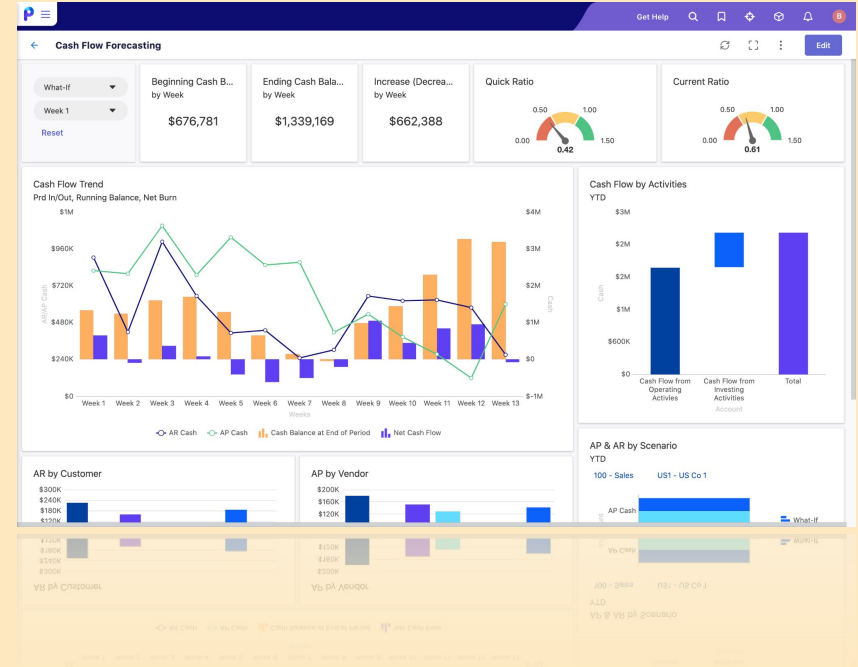 Get Help
B
Cash Flow Forecasting
Edit
What-If
Week 1
Reset
Beginning Cash B...
by Week
$676,781
Ending Cash Bala...
by Week
$1,339,169
Increase (Decrea...
by Week
$662,388
Quick Ratio
0.50 1.00
0.00 1.50
0.42
Current Ratio
0.50 1.00
0.00 1.50
0.61
Cash Flow Trend
Prd In/Out, Running Balance, Net Burn
$1M $4M
$960K $3M
$720K $2M
$480K $1M
$240K $0
$0 $-1M
AR/AP Cash
Cash
Week 1 Week 2 Week 3 Week 4 Week 5 Week 6 Week 7 Week 8 Week 9 Week 10 Week 11 Week 12 Week 13
Weeks
AR Cash AP Cash Cash Balance at End of Period Net Cash Flow
Cash Flow by Activities
YTD
$3M
$2M
$2M
$1M
$600K
$0
Cash
Cash Flow from
Operating
Activies
Cash Flow from
Investing
Activities
Total
Account
AR by Customer
$300K
$240K
$180K
$120K
AP by Vendor
$200K
$160K
$120K
AP & AR by Scenario
YTD
100 - Sales US1 - US Co 1
AP Cash
What-If